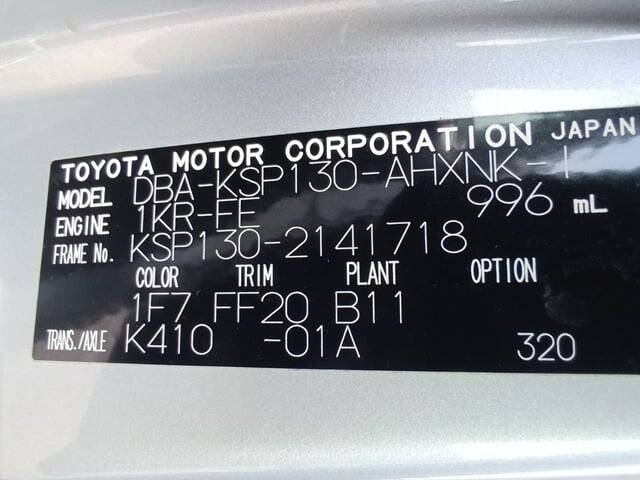 TOYOTA MOTOR CORPORATION JAPAN
MODEL DBA-KSP130-AHXNK-
ENGINE 1KR-FE 996 mL
FRAME No. KSP130-2141718
COLOR TRIM PLANT OPTION
1F7 FF20 B11
TRANS./AXLE K410 -01A 320